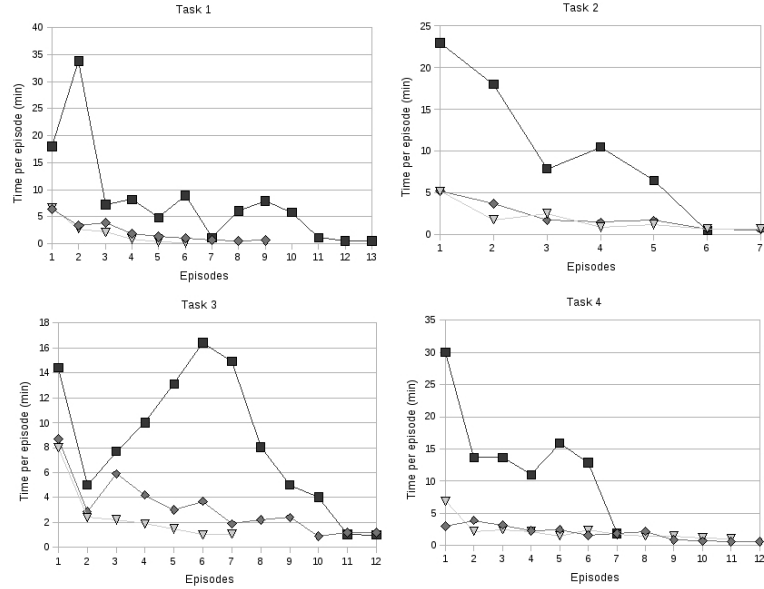 Task 1
40
35
30
25
20
15
10
5
0
Time per episode (min)
1 2 3 4 5 6 7 8 9 10 11 12 13
Episodes
Task 2
25
20
15
10
5
0
Time per episode (min)
1 2 3 4 5 6 7
Episodes
Task 3
18
16
14
12
10
8
6
4
2
0
Time per episode (min)
1 2 3 4 5 6 7 8 9 10 11 12
Episodes
Task 4
35
30
25
20
15
10
5
0
Time per episode (min)
1 2 3 4 5 6 7 8 9 10 11 12
Episodes